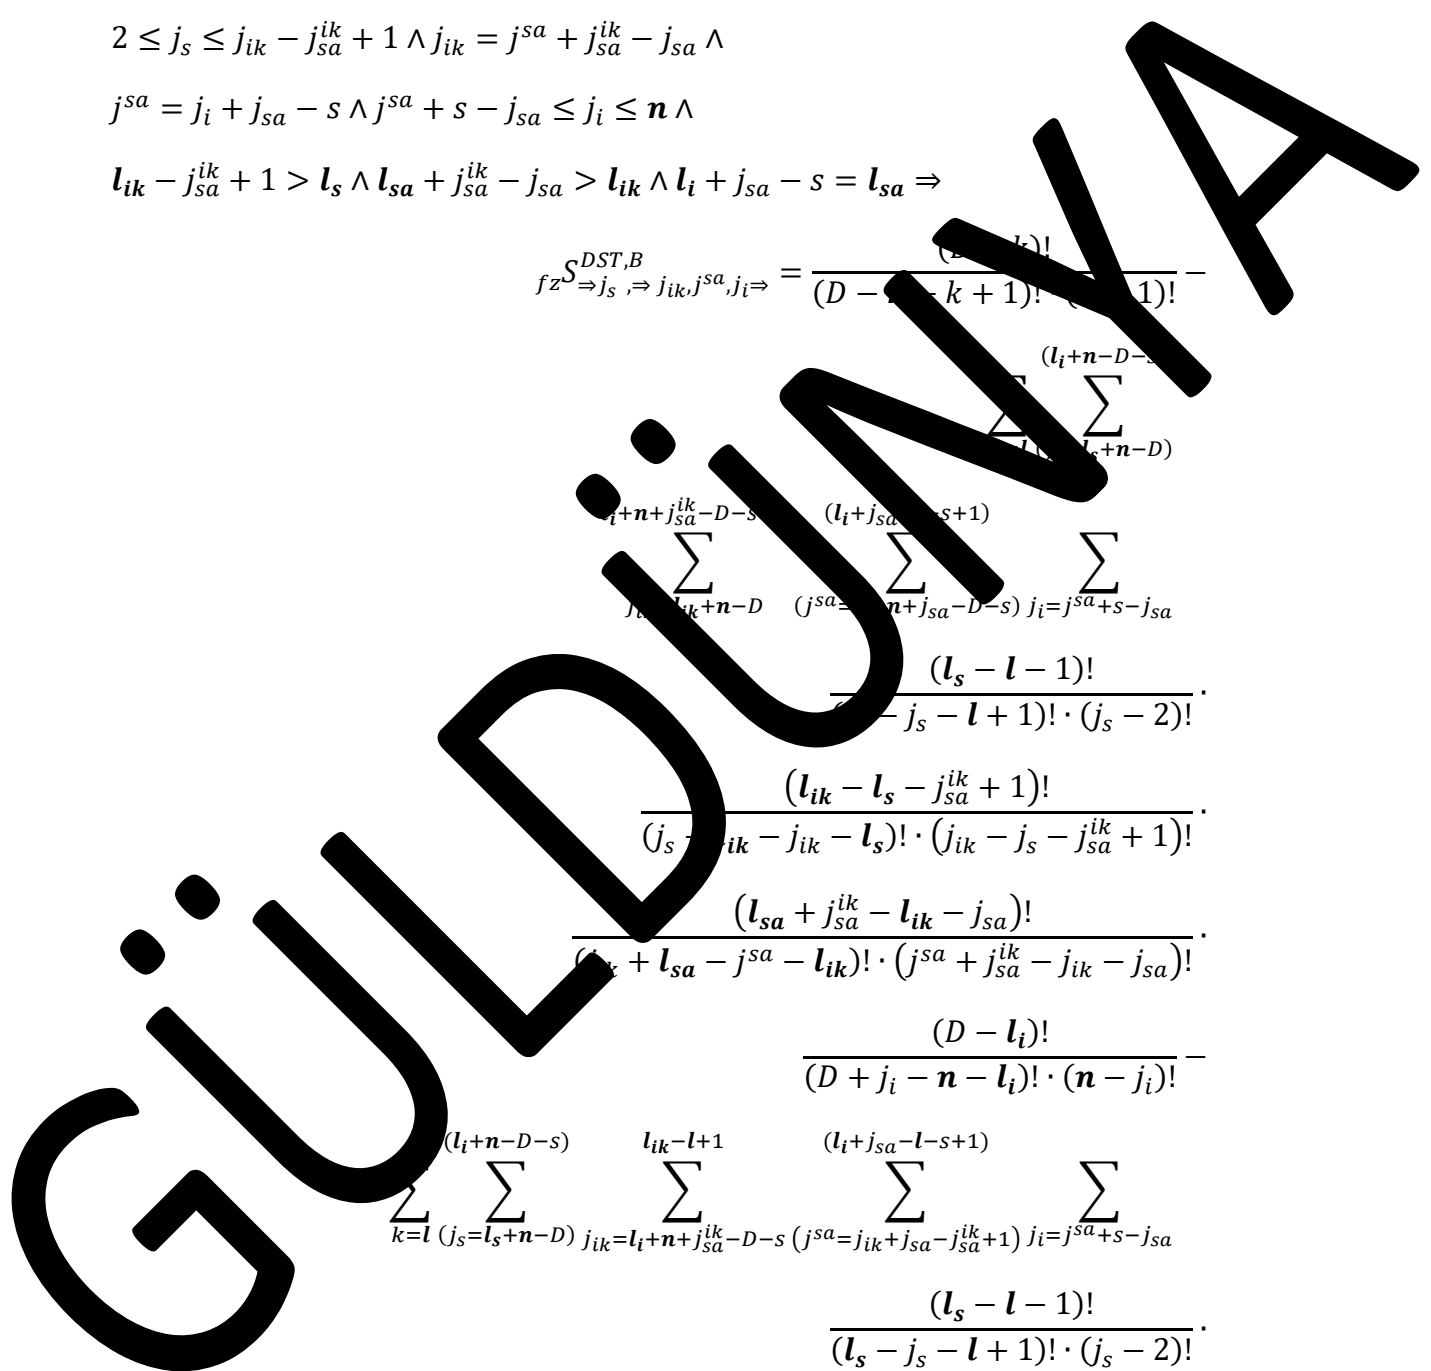 2 ≤ j_s ≤ j_{ik} − j_{sa}^{ik} + 1 ∧ j_{ik} = j^{sa} + j_{sa}^{ik} − j_{sa} ∧
j^{sa} = j_i + j_{sa} − s ∧ j^{sa} + s − j_{sa} ≤ j_i ≤ n ∧
l_{ik} − j_{sa}^{ik} + 1 > l_s ∧ l_{sa} + j_{sa}^{ik} − j_{sa} > l_{ik} ∧ l_i + j_{sa} − s = l_{sa} ⇒
k)!
_{fz}S_{⇒j_s,⇒j_{ik},j^{sa},j_i⇒}^{DST,B} = −
(D − − k + 1)! 1)!
(l_i+n−D−
∑ ∑
+n−D)
+n+j_{sa}^{ik}−D−s (l_i+j_{sa} −s+1)
∑ ∑ ∑
+n−D (j^{sa}= n+j_{sa}−D−s) j_i=j^{sa}+s−j_{sa}
(l_s − l − 1)!
− j_s − l + 1)! · (j_s − 2)! ·
(l_{ik} − l_s − j_{sa}^{ik} + 1)!
(j_s − j_{ik} − l_s)! · (j_{ik} − j_s − j_{sa}^{ik} + 1)! ·
(l_{sa} + j_{sa}^{ik} − l_{ik} − j_{sa})!
+ l_{sa} − j^{sa} − l_{ik})! · (j^{sa} + j_{sa}^{ik} − j_{ik} − j_{sa})! ·
(D − l_i)!
(D + j_i − n − l_i)! · (n − j_i)! −
(l_i+n−D−s) l_{ik}−l+1 (l_i+j_{sa}−l−s+1)
∑ ∑ ∑ ∑ ∑
k=l (j_s=l_s+n−D) j_{ik}=l_i+n+j_{sa}^{ik}−D−s (j^{sa}=j_{ik}+j_{sa}−j_{sa}^{ik}+1) j_i=j^{sa}+s−j_{sa}
(l_s − l − 1)!
(l_s − j_s − l + 1)! · (j_s − 2)! ·
GÜLDÜNYA